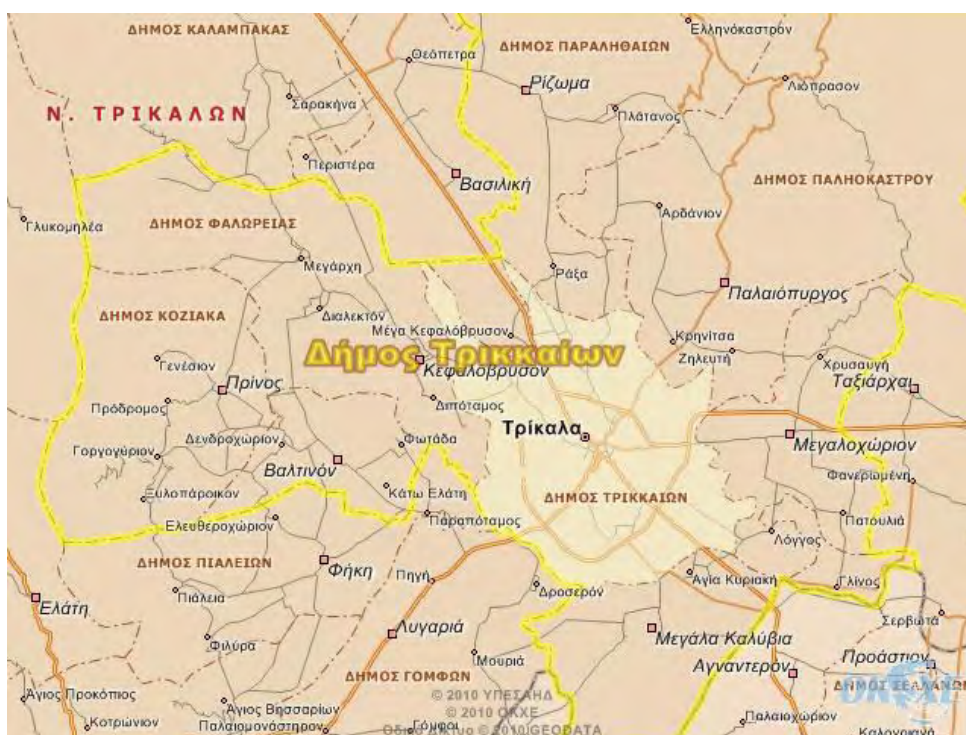 ΔΗΜΟΣ ΚΑΛΑΜΠΑΚΑΣ
Ελληνόκαστρον
Θεόπετρα
ΔΗΜΟΣ ΠΑΡΑΛΗΘΑΙΩΝ
Ρίζωμα
Λιόπρασον
Σαρακήνα
Ν. ΤΡΙΚΑΛΩΝ
Πλάτανος
Περιστέρα
Βασιλική
ΔΗΜΟΣ ΠΑΛΗΟΚΑΣΤΡΟΥ
Γλυκομηλέα
ΔΗΜΟΣ ΦΑΛΩΡΕΙΑΣ
Αρδάνιον
Μεγάρχη
Ράξα
Παλαιόπυργος
ΔΗΜΟΣ ΚΟΖΙΑΚΑ
Διαλεκτόν
Μέγα Κεφαλόβρυσον
Κρηνίτσα
Δήμος Τρικκαίων
Ζηλευτή
Γενέσιον
Κεφαλόβρυσον
Χρυσαυγή
Πρίνος
Ταξιάρχαι
Πρόδρομος
Διπόταμος
Τρίκαλα
Δενδροχώριον
Φωτάδα
Μεγαλοχώριον
Γοργογύριον
Βαλτινόν
Φανερωμένη
Ξυλοπάροικον
Κάτω Ελάτη
ΔΗΜΟΣ ΤΡΙΚΚΑΙΩΝ
Ελευθεροχώριον
Παραπόταμος
Πατουλιά
Λόγγος
ΔΗΜΟΣ ΠΙΑΛΕΙΩΝ
Φήκη
Πηγή
Αγία Κυριακή
Γλίνος
Πιάλεια
Δροσερόν
Ελάτη
Σερβωτά
Λυγαριά
Μεγάλα Καλύβια
Φιλύρα
Μουριά
Αγναντερόν
Προάστιον
ΔΗΜΟΣ ΓΟΜΦΩΝ
Άγιος Προκόπιος
Άγιος Βησσαρίων
© 2010 ΥΠΕΣΑΗΔ
© 2010 ΟΚΧΕ
Κοτρώνιον
Παλαιομονάστηρον
Γόμφοι
Παλαιοχώριον
Οδικό Δίκτυο © 2010 GEODATA